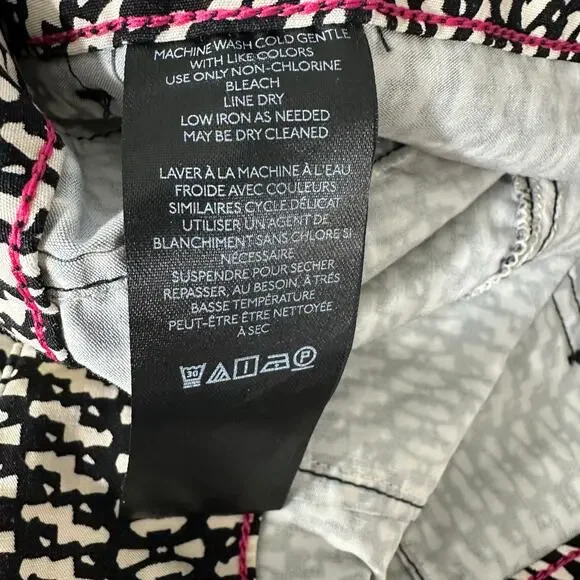 MACHINE WASH COLD GENTLE
WITH LIKE COLORS
USE ONLY NON-CHLORINE
BLEACH
LINE DRY
LOW IRON AS NEEDED
MAY BE DRY CLEANED
LAVER À LA MACHINE À L'EAU
FROIDE AVEC COULEURS
SIMILAIRES CYCLE DÉLICAT
UTILISER UN AGENT DE
BLANCHIMENT SANS CHLORE SI
NÉCESSAIRE
SUSPENDRE POUR SECHER
REPASSER, AU BESOIN, À TRÈS
BASSE TEMPÉRATURE
PEUT-ÊTRE ÊTRE NETTOYÉE
À SEC
30 P